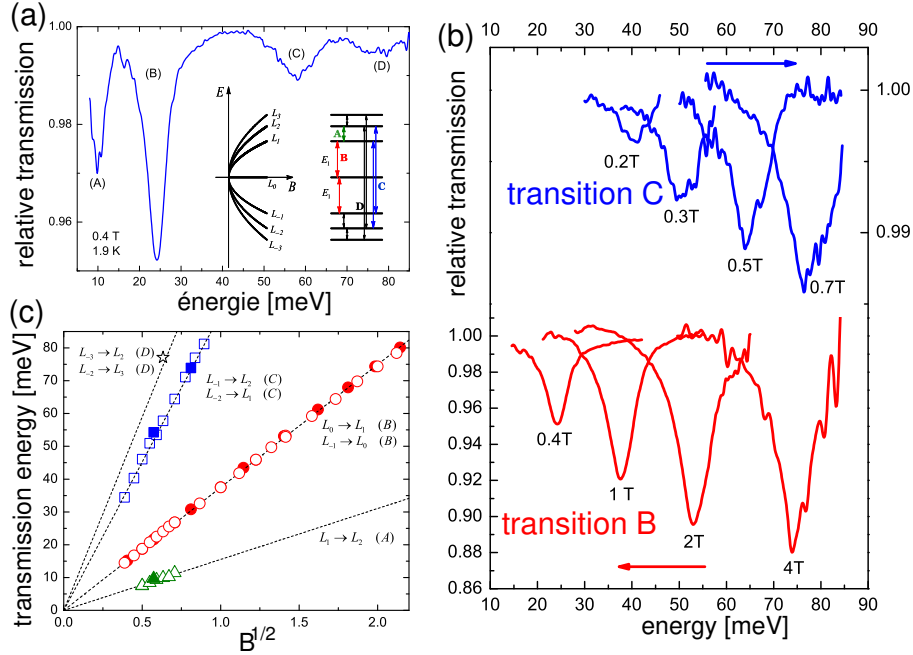 (a)
relative transmission
1.00
0.98
0.96
(A)
(B)
(C)
(D)
0.4 T
1.9 K
E
B
L₃
L₂
L₁
L₀
L₋₁
L₋₂
L₋₃
A
B
C
D
E₁
E₁
0 10 20 30 40 50 60 70 80
énergie [meV]
(b)
10 20 30 40 50 60 70 80 90
relative transmission
1.00
0.99
0.2T
0.3T
0.5T
0.7T
transition C
1.00
0.98
0.96
0.94
0.92
0.90
0.88
0.86
0.4T
1 T
2T
4T
transition B
10 20 30 40 50 60 70 80 90
energy [meV]
(c)
transmission energy [meV]
80
70
60
50
40
30
20
10
0
L₋₃ → L₂ (D)
L₋₂ → L₃ (D)
L₋₁ → L₂ (C)
L₋₂ → L₁ (C)
L₀ → L₁ (B)
L₋₁ → L₀ (B)
L₁ → L₂ (A)
0.0 0.5 1.0 1.5 2.0
B^1/2